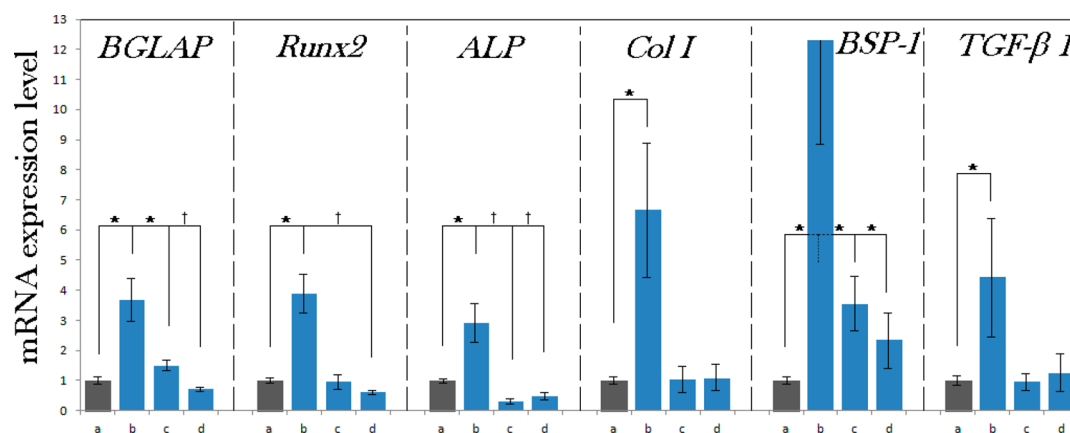 mRNA expression level
13
12
11
10
9
8
7
6
5
4
3
2
1
0
BGLAP
Runx2
ALP
Col I
BSP-1
TGF-β 1
* * †
* †
* † †
*
* * *
*
a b c d
a b c d
a b c d
a b c d
a b c d
a b c d